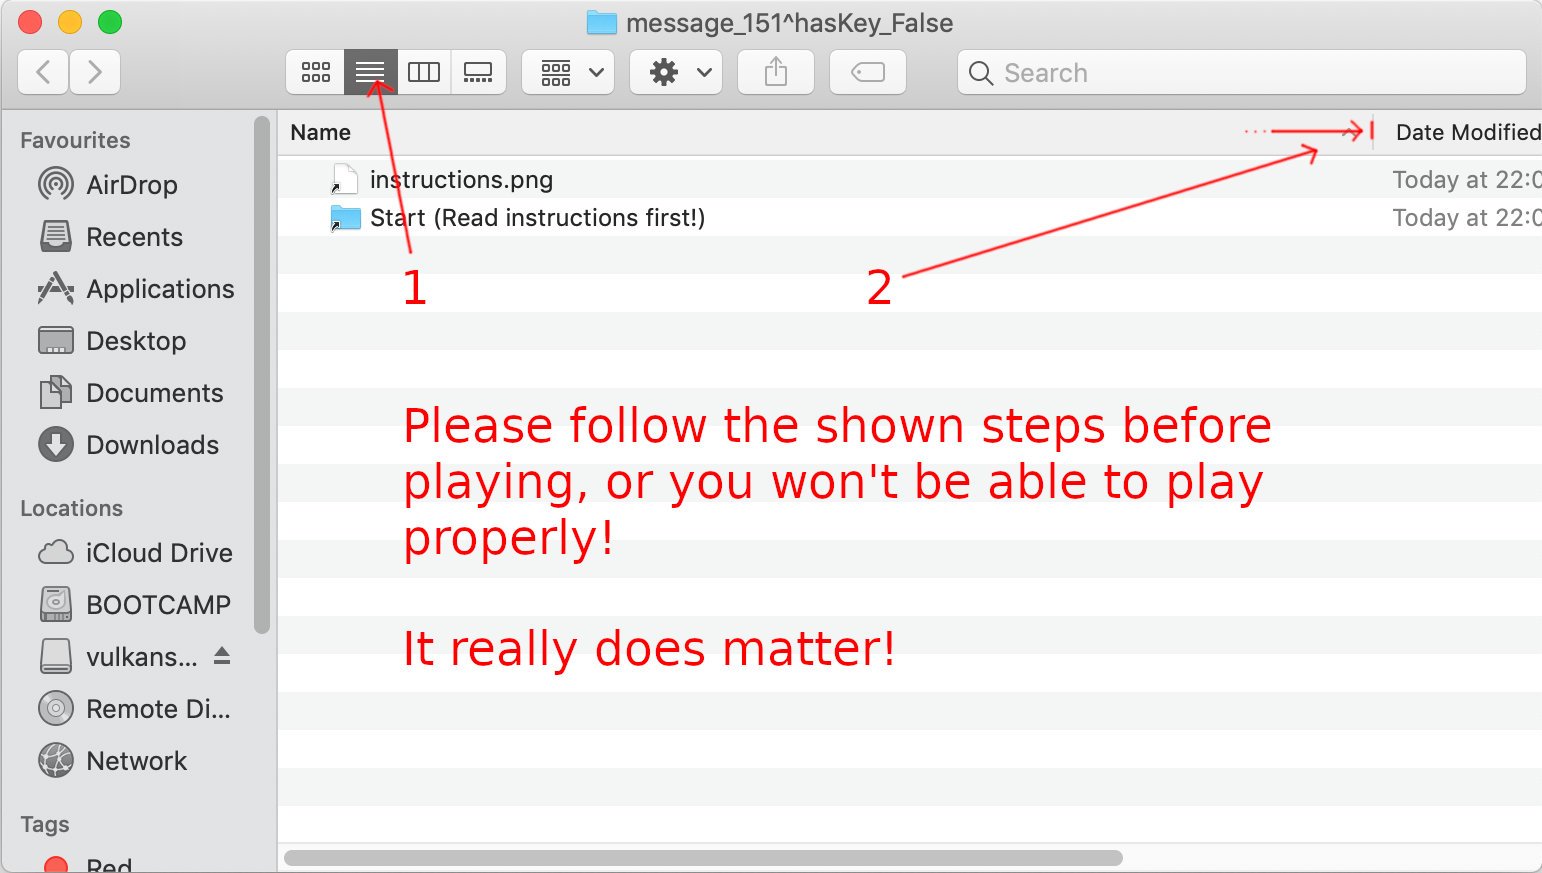 message_151^hasKey_False
Search
Favourites
AirDrop
Recents
Applications
Desktop
Documents
Downloads
Locations
iCloud Drive
BOOTCAMP
vulkans...
Remote Di...
Network
Tags
Red
Name
Date Modified
instructions.png
Today at 22:0
Start (Read instructions first!)
Today at 22:0
1
2
Please follow the shown steps before
playing, or you won't be able to play
properly!
It really does matter!